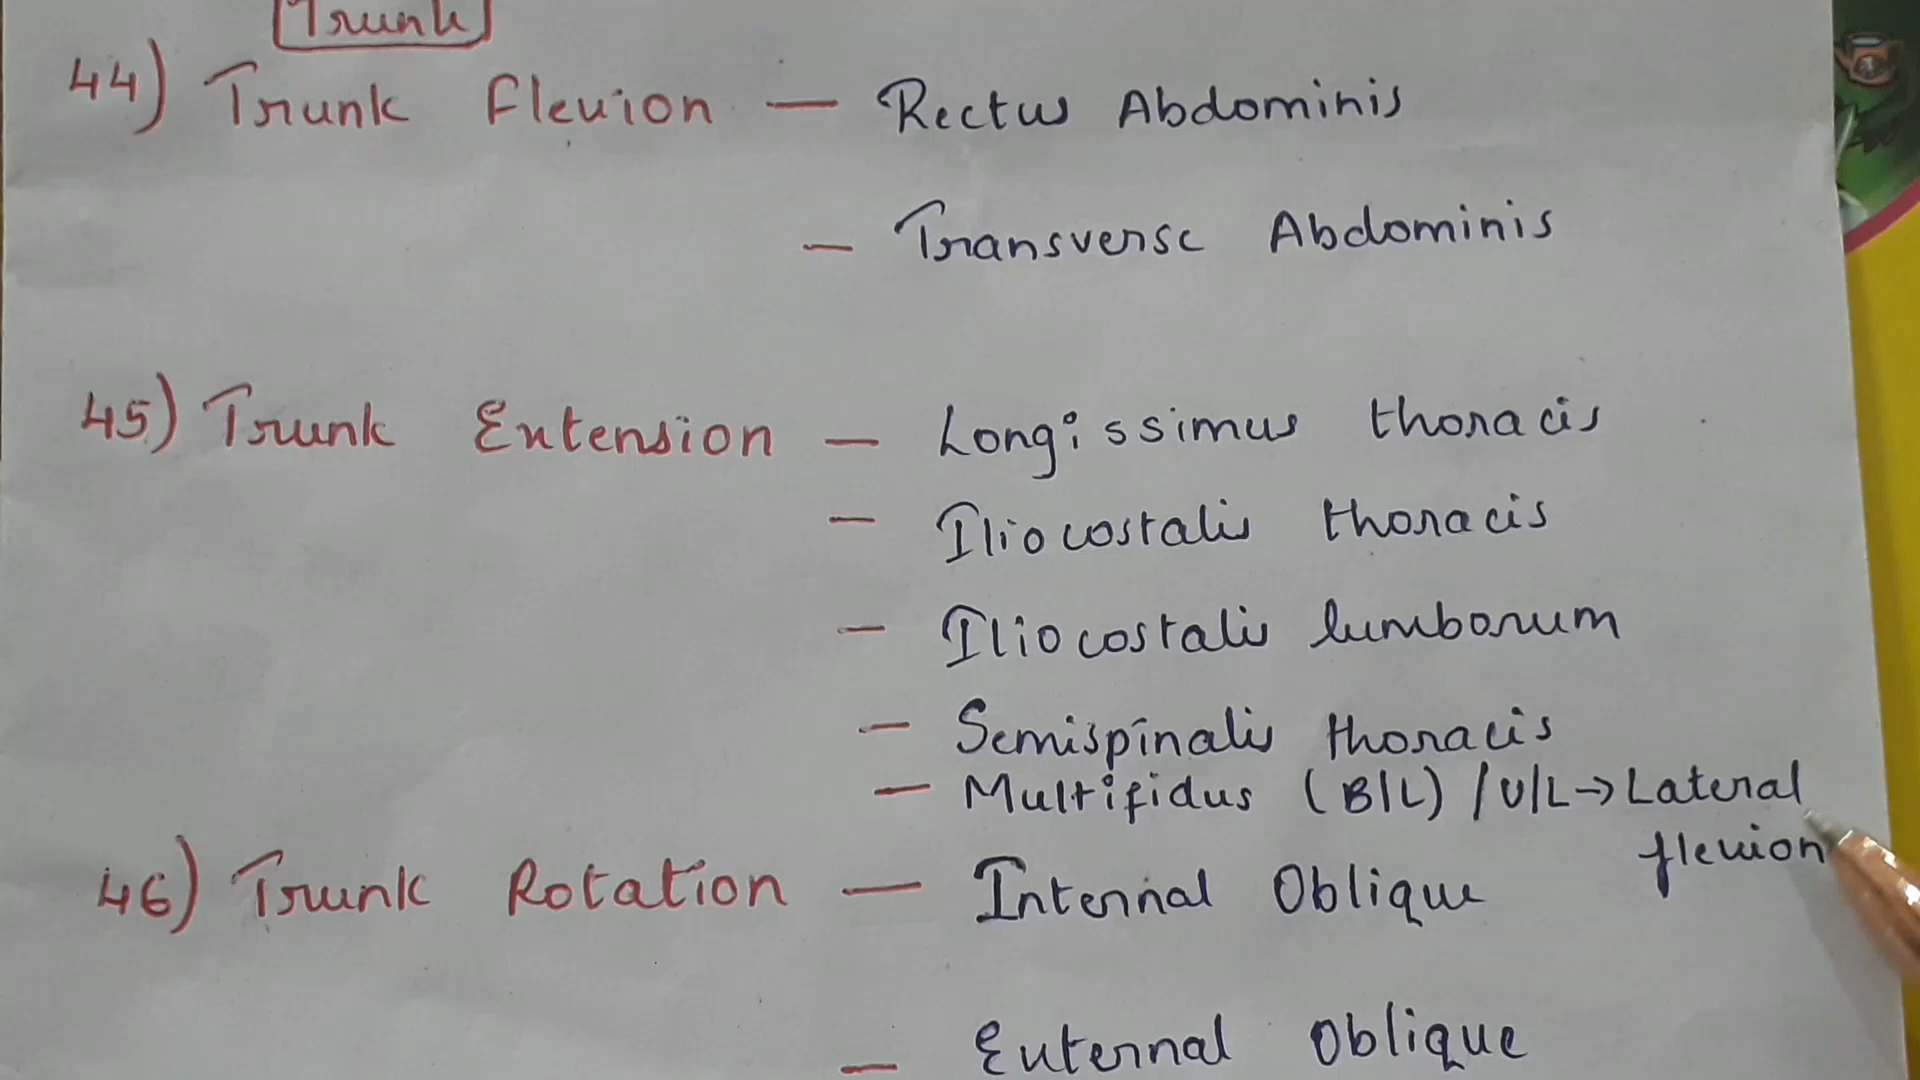 Trunk
44) Trunk Flexion — Rectus Abdominis
— Transverse Abdominis
45) Trunk Extension — Longissimus thoracis
— Iliocostalis thoracis
— Iliocostalis lumborum
— Semispinalis thoracis
— Multifidus (B/L) / U/L → Lateral
flexion
46) Trunk Rotation — Internal Oblique
— External Oblique